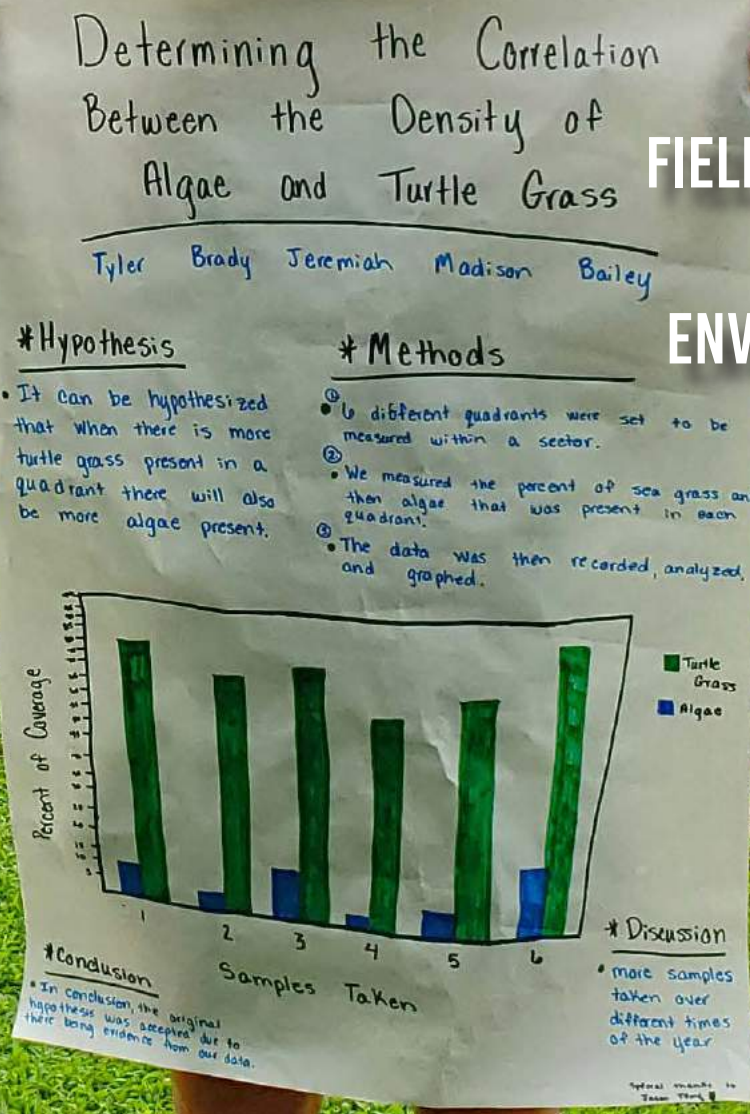 Determining the Correlation
Between the Density of
Algae and Turtle Grass
FIEL
Tyler Brady Jeremiah Madison Bailey
ENV
*Hypothesis
• It can be hypothesized
that when there is more
turtle grass present in a
quadrant there will also
be more algae present.
* Methods
①
• 6 different quadrants were set to be
measured within a sector.
②
• We measured the percent of sea grass an
then algae that was present in each
quadrant.
③
• The data was then recorded, analyzed,
and graphed.
Percent of Coverage
Turtle
Grass
Algae
1 2 3 4 5 6
Samples Taken
*Conclusion
• In conclusion, the original
hypothesis was accepted due to
there being evidence from our data.
* Discussion
• more samples
taken over
different times
of the year
Special thanks to